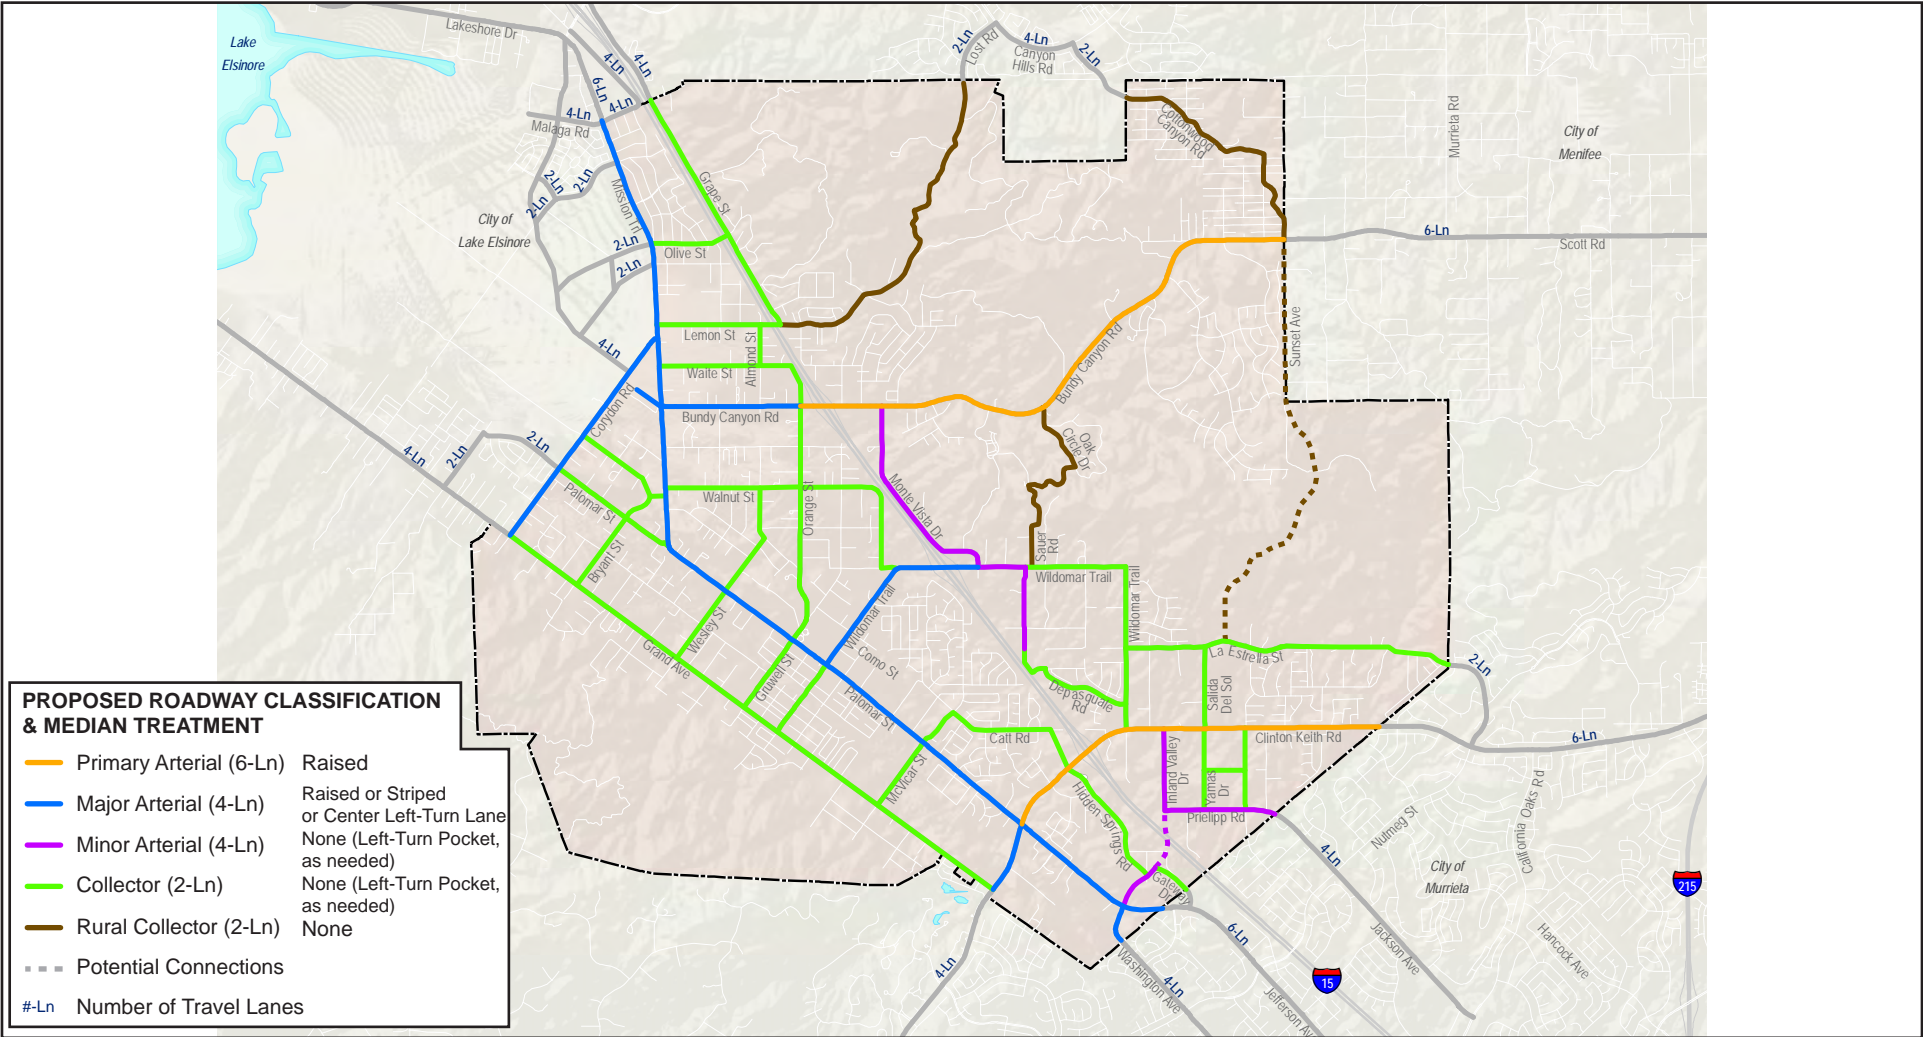 Lakeshore Dr
Lake
Elsinore
4-Ln
4-Ln
6-Ln
4-Ln
4-Ln
Malaga Rd
2-Ln
Lost Rd
4-Ln
Canyon
Hills Rd
2-Ln
Cottonwood
Canyon Rd
Murrieta Rd
City of
Menifee
2-Ln
2-Ln
2-Ln
Mission Trl
Grape St
City of
Lake Elsinore
2-Ln
Olive St
2-Ln
6-Ln
Scott Rd
Sunset Ave
Lemon St
Almond St
4-Ln
Waite St
Bundy Canyon Rd
Corydon Rd
Bundy Canyon Rd
Oak
Circle Dr
4-Ln
2-Ln
2-Ln
Palomar St
Walnut St
Orange St
Monte Vista Dr
Sauer
Rd
Bryant St
Wildomar Trail
Wildomar Trail
Wildomar Trail
Wesley St
Grand Ave
Como St
La Estrella St
2-Ln
Gruwell St
Palomar St
Depasquale
Rd
Salida
Del Sol
Catt Rd
Clinton Keith Rd
6-Ln
McVicar St
Hidden Springs Rd
Inland Valley
Dr
Yamas
Dr
Prielipp Rd
Nutmeg St
California Oaks Rd
4-Ln
City of
Murrieta
Gateway
Dr
215
6-Ln
4-Ln
Washington Ave
4-Ln
Jackson Ave
Hancock Ave
15
Jefferson Av
PROPOSED ROADWAY CLASSIFICATION
& MEDIAN TREATMENT
Primary Arterial (6-Ln) Raised
Major Arterial (4-Ln) Raised or Striped
or Center Left-Turn Lane
Minor Arterial (4-Ln) None (Left-Turn Pocket,
as needed)
Collector (2-Ln) None (Left-Turn Pocket,
as needed)
Rural Collector (2-Ln) None
Potential Connections
#-Ln Number of Travel Lanes